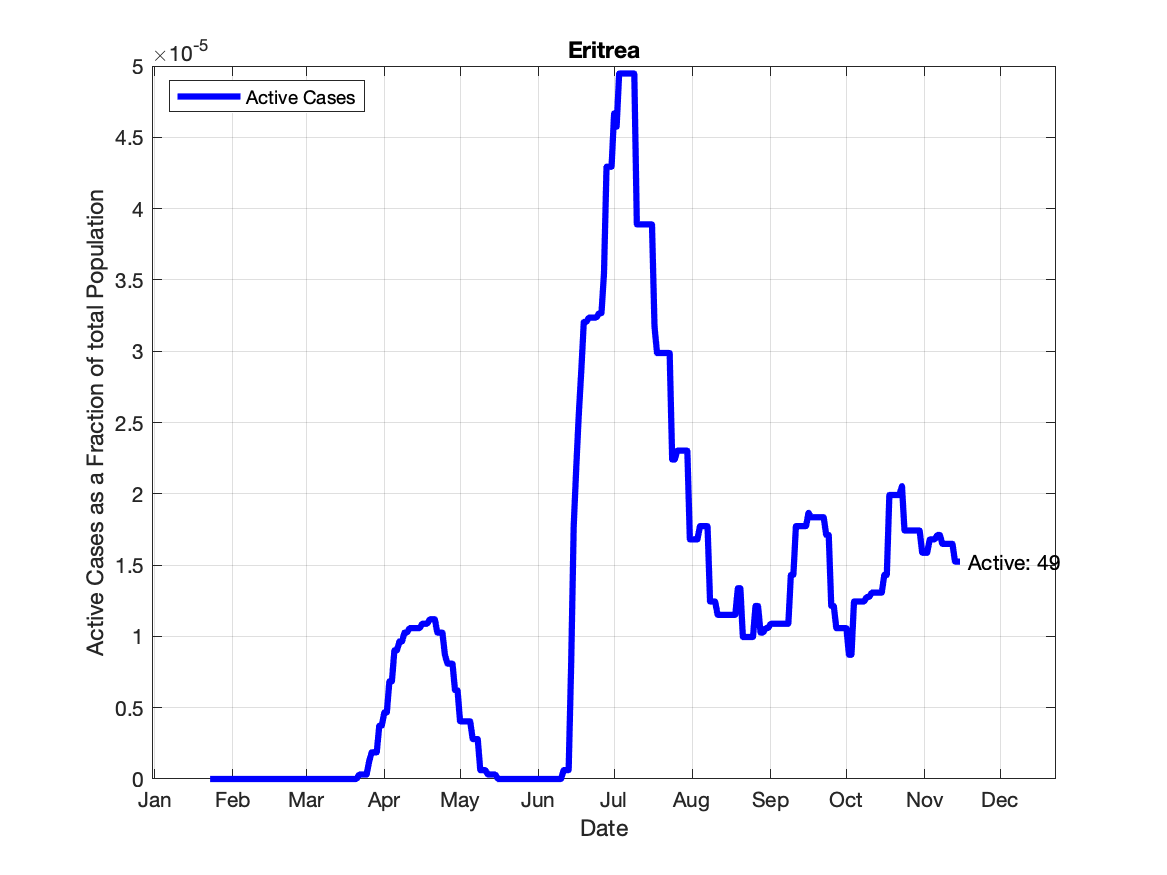 ×10-5
Eritrea
Active Cases
5
4.5
4
3.5
3
2.5
2
1.5
1
0.5
0
Active Cases as a Fraction of total Population
Active: 49
Jan Feb Mar Apr May Jun Jul Aug Sep Oct Nov Dec
Date